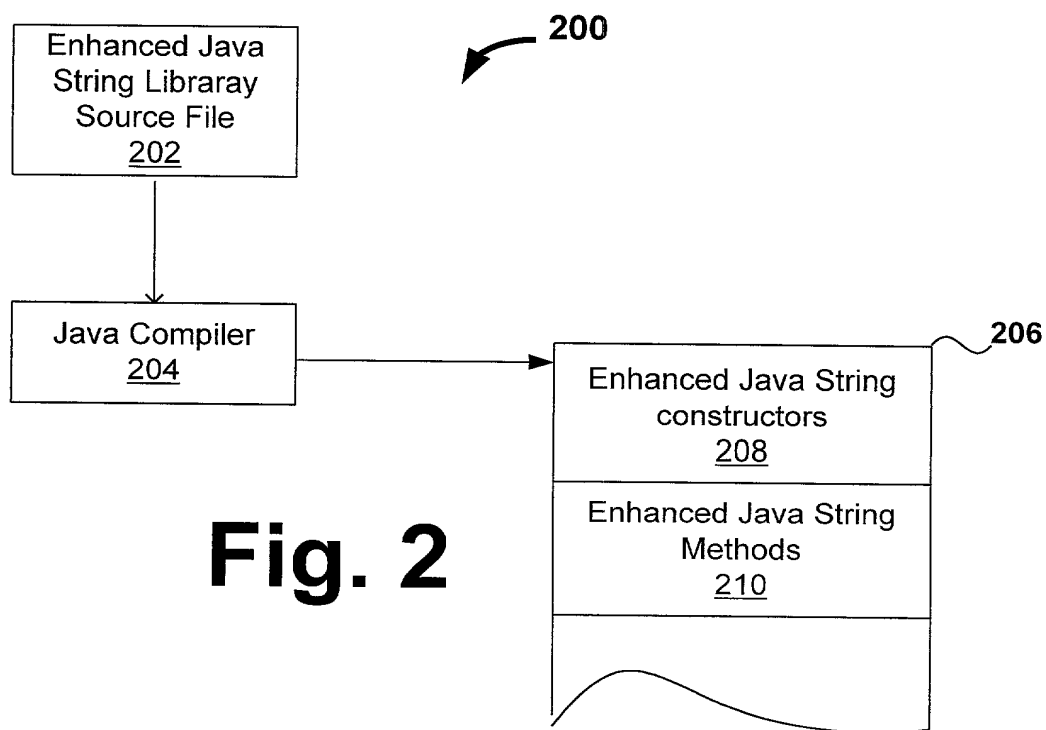 Enhanced Java
String Libraray
Source File
202
200
Java Compiler
204
206
Enhanced Java String
constructors
208
Enhanced Java String
Methods
210
Fig. 2